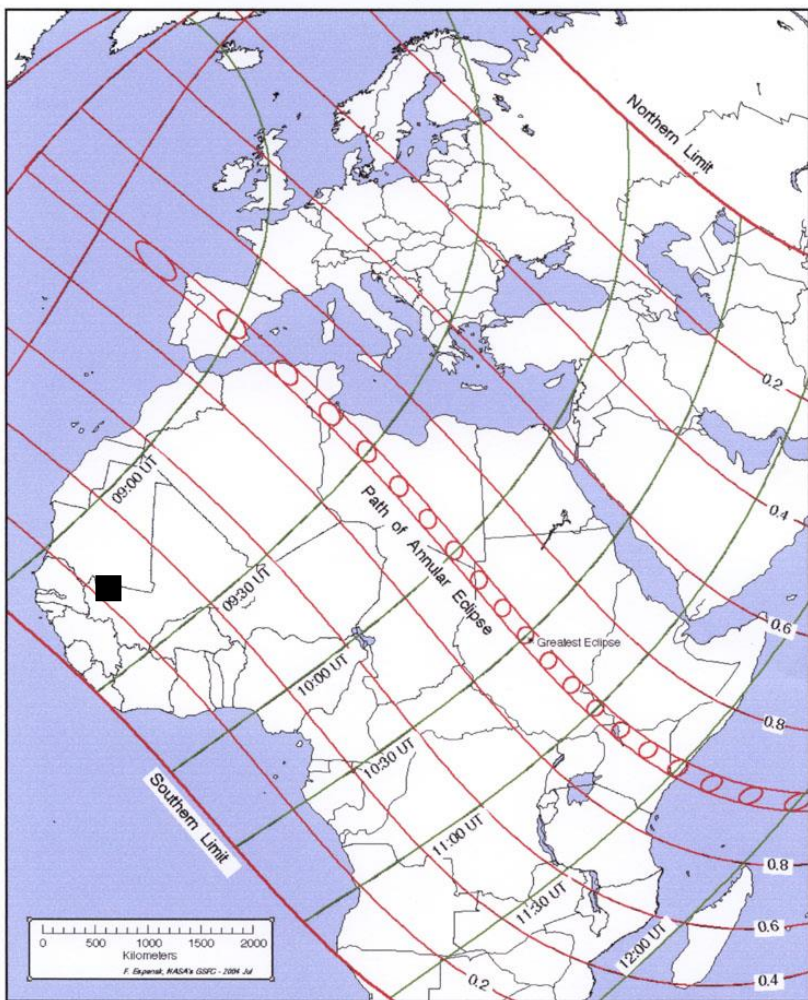 Northern Limit
0.2
0.4
09:00 UT
Path of Annular Eclipse
09:30 UT
0.6
Greatest Eclipse
10:00 UT
0.8
10:30 UT
Southern Limit
11:00 UT
0.8
11:30 UT
0.6
12:00 UT
0.2
0.4
0 500 1000 1500 2000
Kilometers
F. Espenak, NASA's GSFC - 2004 Jul